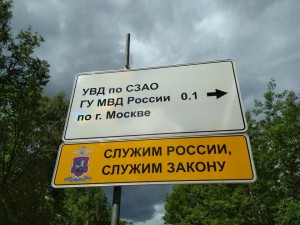 УВД по СЗАО
ГУ МВД России 0.1
по г. Москве
СЛУЖИМ РОССИИ,
СЛУЖИМ ЗАКОНУ